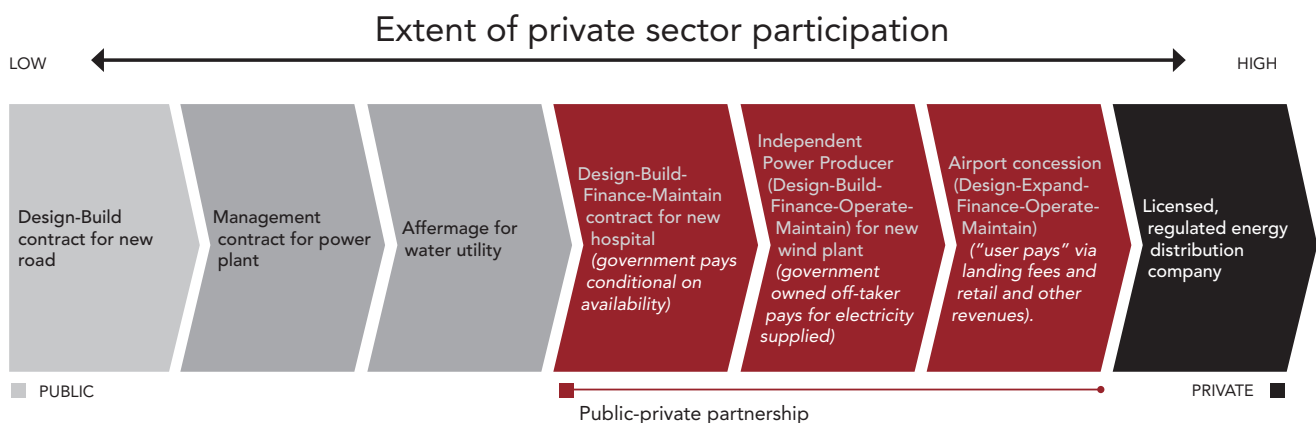 Extent of private sector participation
LOW
HIGH
Design-Build
contract for new
road
Management
contract for power
plant
Affermage for
water utility
Design-Build-
Finance-Maintain
contract for new
hospital
(government pays
conditional on
availability)
Independent
Power Producer
(Design-Build-
Finance-Operate-
Maintain) for new
wind plant
(government
owned off-taker
pays for electricity
supplied)
Airport concession
(Design-Expand-
Finance-Operate-
Maintain)
(“user pays” via
landing fees and
retail and other
revenues).
Licensed,
regulated energy
distribution
company
PUBLIC
Public-private partnership
PRIVATE